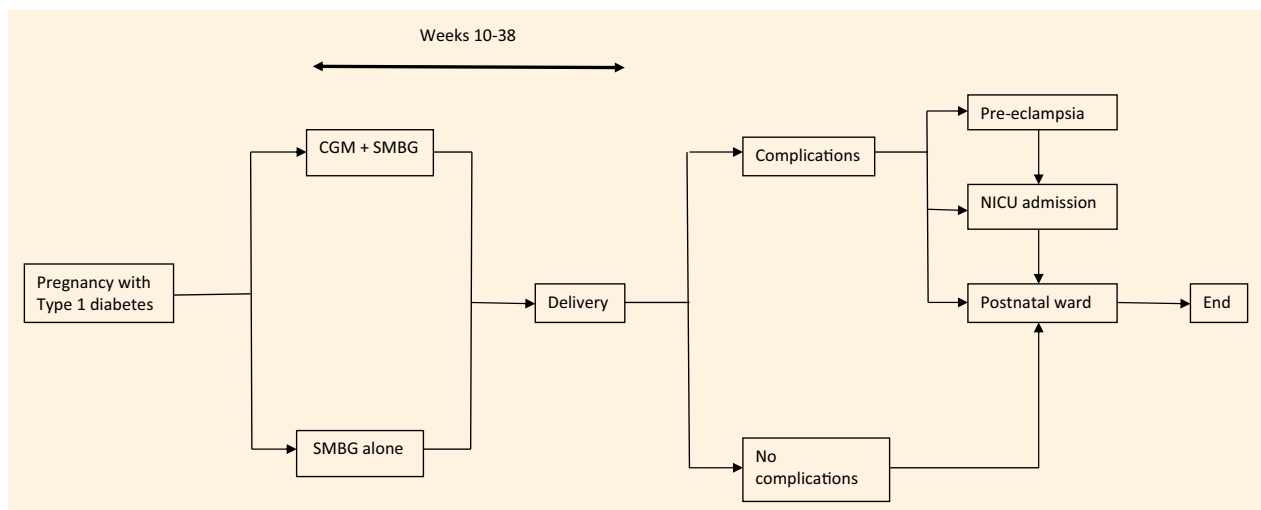 Weeks 10-38
Pregnancy with
Type 1 diabetes
CGM + SMBG
SMBG alone
Delivery
Complications
No
complications
Pre-eclampsia
NICU admission
Postnatal ward
End